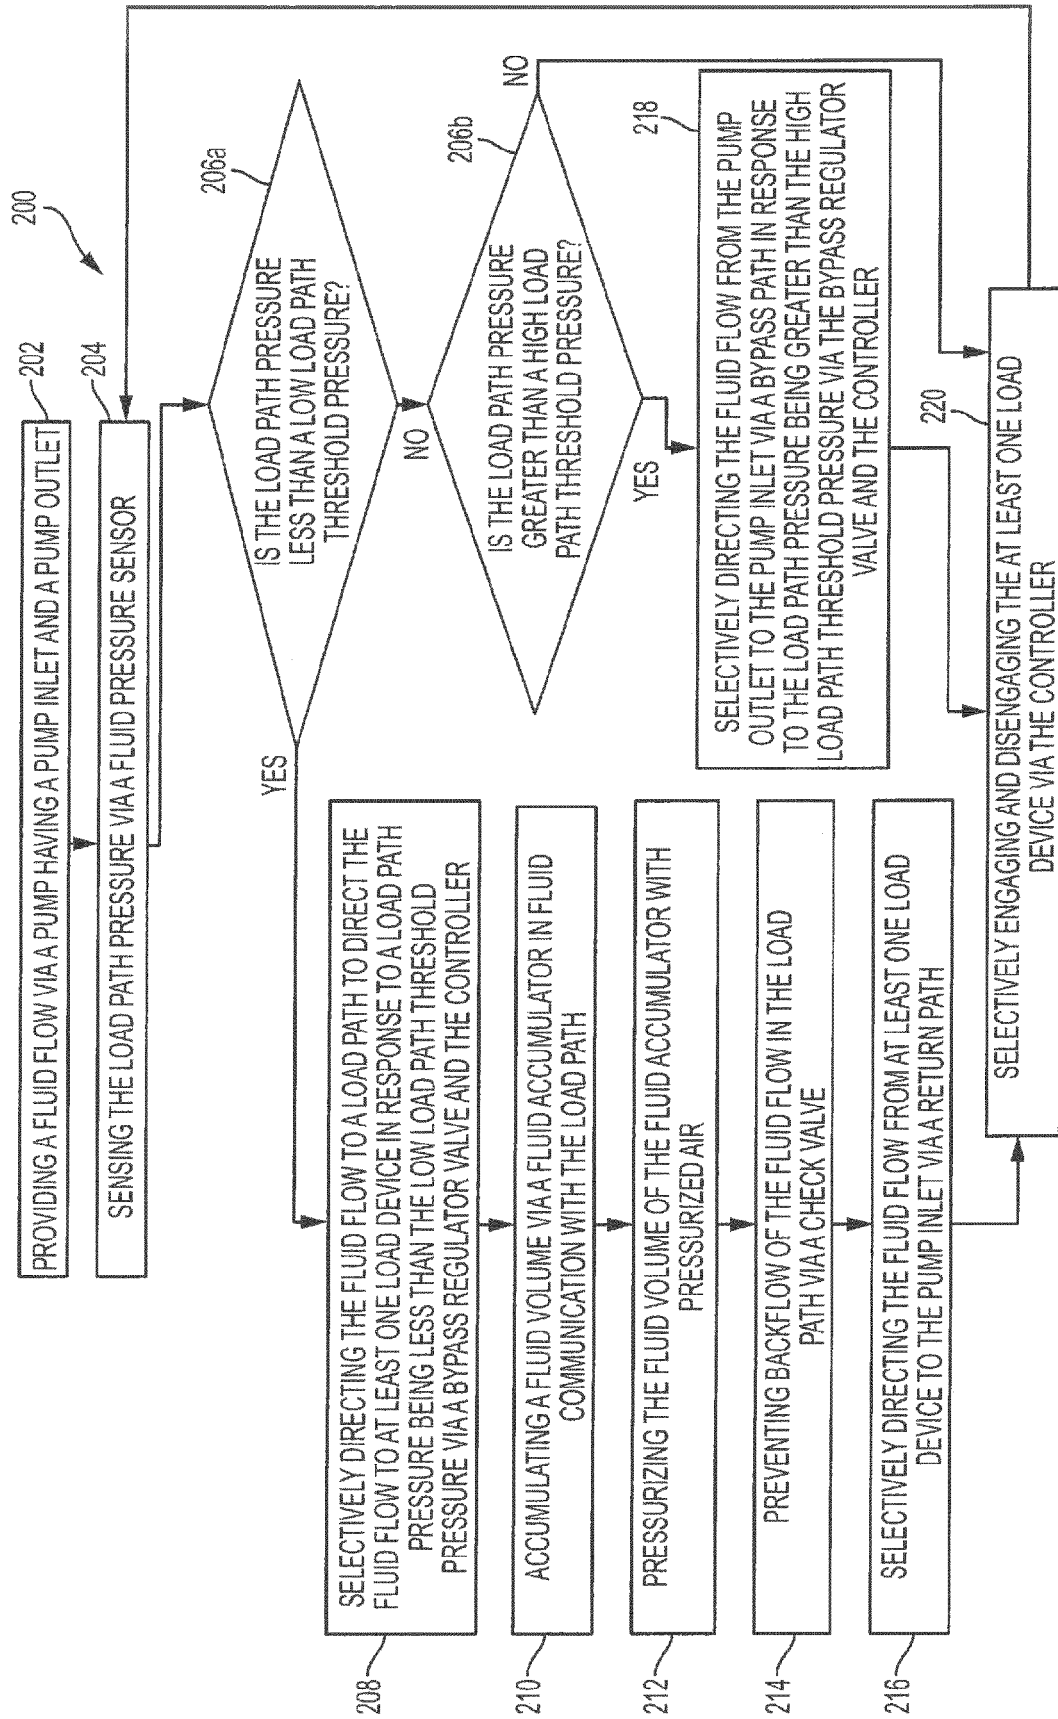 200
PROVIDING A FLUID FLOW VIA A PUMP HAVING A PUMP INLET AND A PUMP OUTLET
202
SENSING THE LOAD PATH PRESSURE VIA A FLUID PRESSURE SENSOR
204
IS THE LOAD PATH PRESSURE
LESS THAN A LOW LOAD PATH
THRESHOLD PRESSURE?
206a
YES
NO
IS THE LOAD PATH PRESSURE
GREATER THAN A HIGH LOAD
PATH THRESHOLD PRESSURE?
206b
NO
YES
208
SELECTIVELY DIRECTING THE FLUID FLOW TO A LOAD PATH TO DIRECT THE
FLUID FLOW TO AT LEAST ONE LOAD DEVICE IN RESPONSE TO A LOAD PATH
PRESSURE BEING LESS THAN THE LOW LOAD PATH THRESHOLD
PRESSURE VIA A BYPASS REGULATOR VALVE AND THE CONTROLLER
210
ACCUMULATING A FLUID VOLUME VIA A FLUID ACCUMULATOR IN FLUID
COMMUNICATION WITH THE LOAD PATH
212
PRESSURIZING THE FLUID VOLUME OF THE FLUID ACCUMULATOR WITH
PRESSURIZED AIR
214
PREVENTING BACKFLOW OF THE FLUID FLOW IN THE LOAD
PATH VIA A CHECK VALVE
216
SELECTIVELY DIRECTING THE FLUID FLOW FROM AT LEAST ONE LOAD
DEVICE TO THE PUMP INLET VIA A RETURN PATH
218
SELECTIVELY DIRECTING THE FLUID FLOW FROM THE PUMP
OUTLET TO THE PUMP INLET VIA A BYPASS PATH IN RESPONSE
TO THE LOAD PATH PRESSURE BEING GREATER THAN THE HIGH
LOAD PATH THRESHOLD PRESSURE VIA THE BYPASS REGULATOR
VALVE AND THE CONTROLLER
220
SELECTIVELY ENGAGING AND DISENGAGING THE AT LEAST ONE LOAD
DEVICE VIA THE CONTROLLER